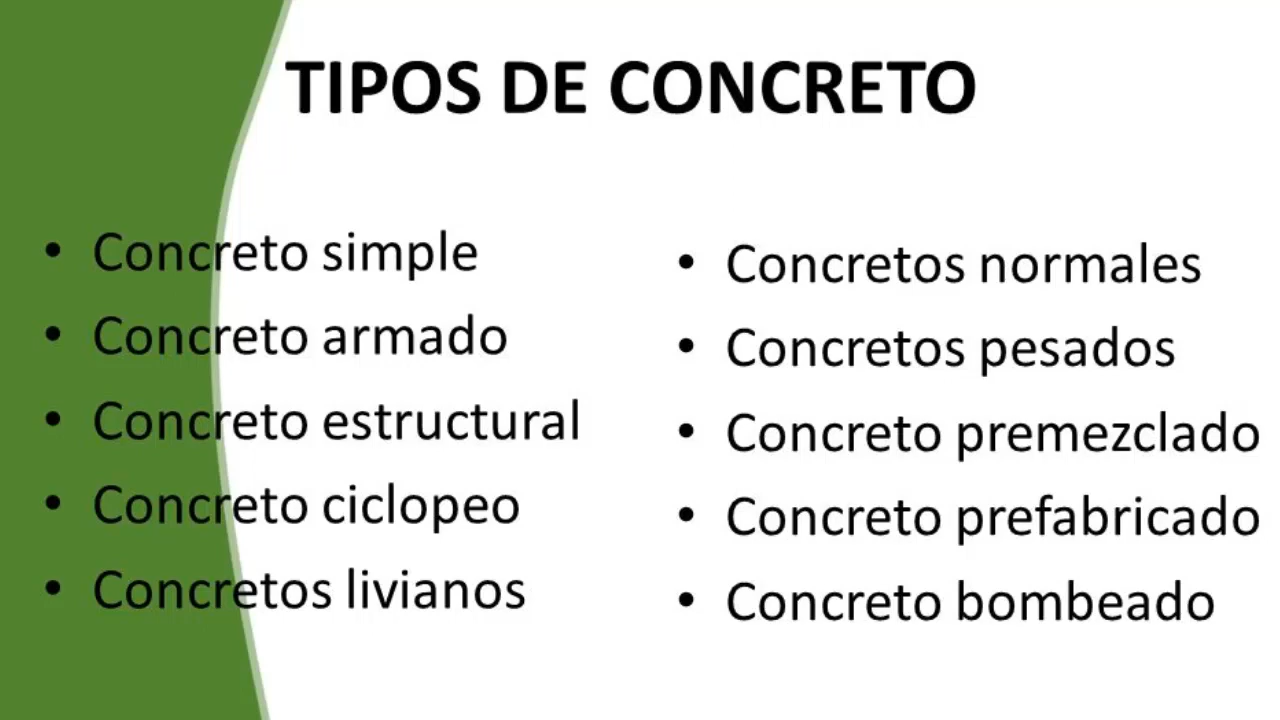 TIPOS DE CONCRETO
• Concreto simple
• Concreto armado
• Concreto estructural
• Concreto ciclopeo
• Concretos livianos
• Concretos normales
• Concretos pesados
• Concreto premezclado
• Concreto prefabricado
• Concreto bombeado